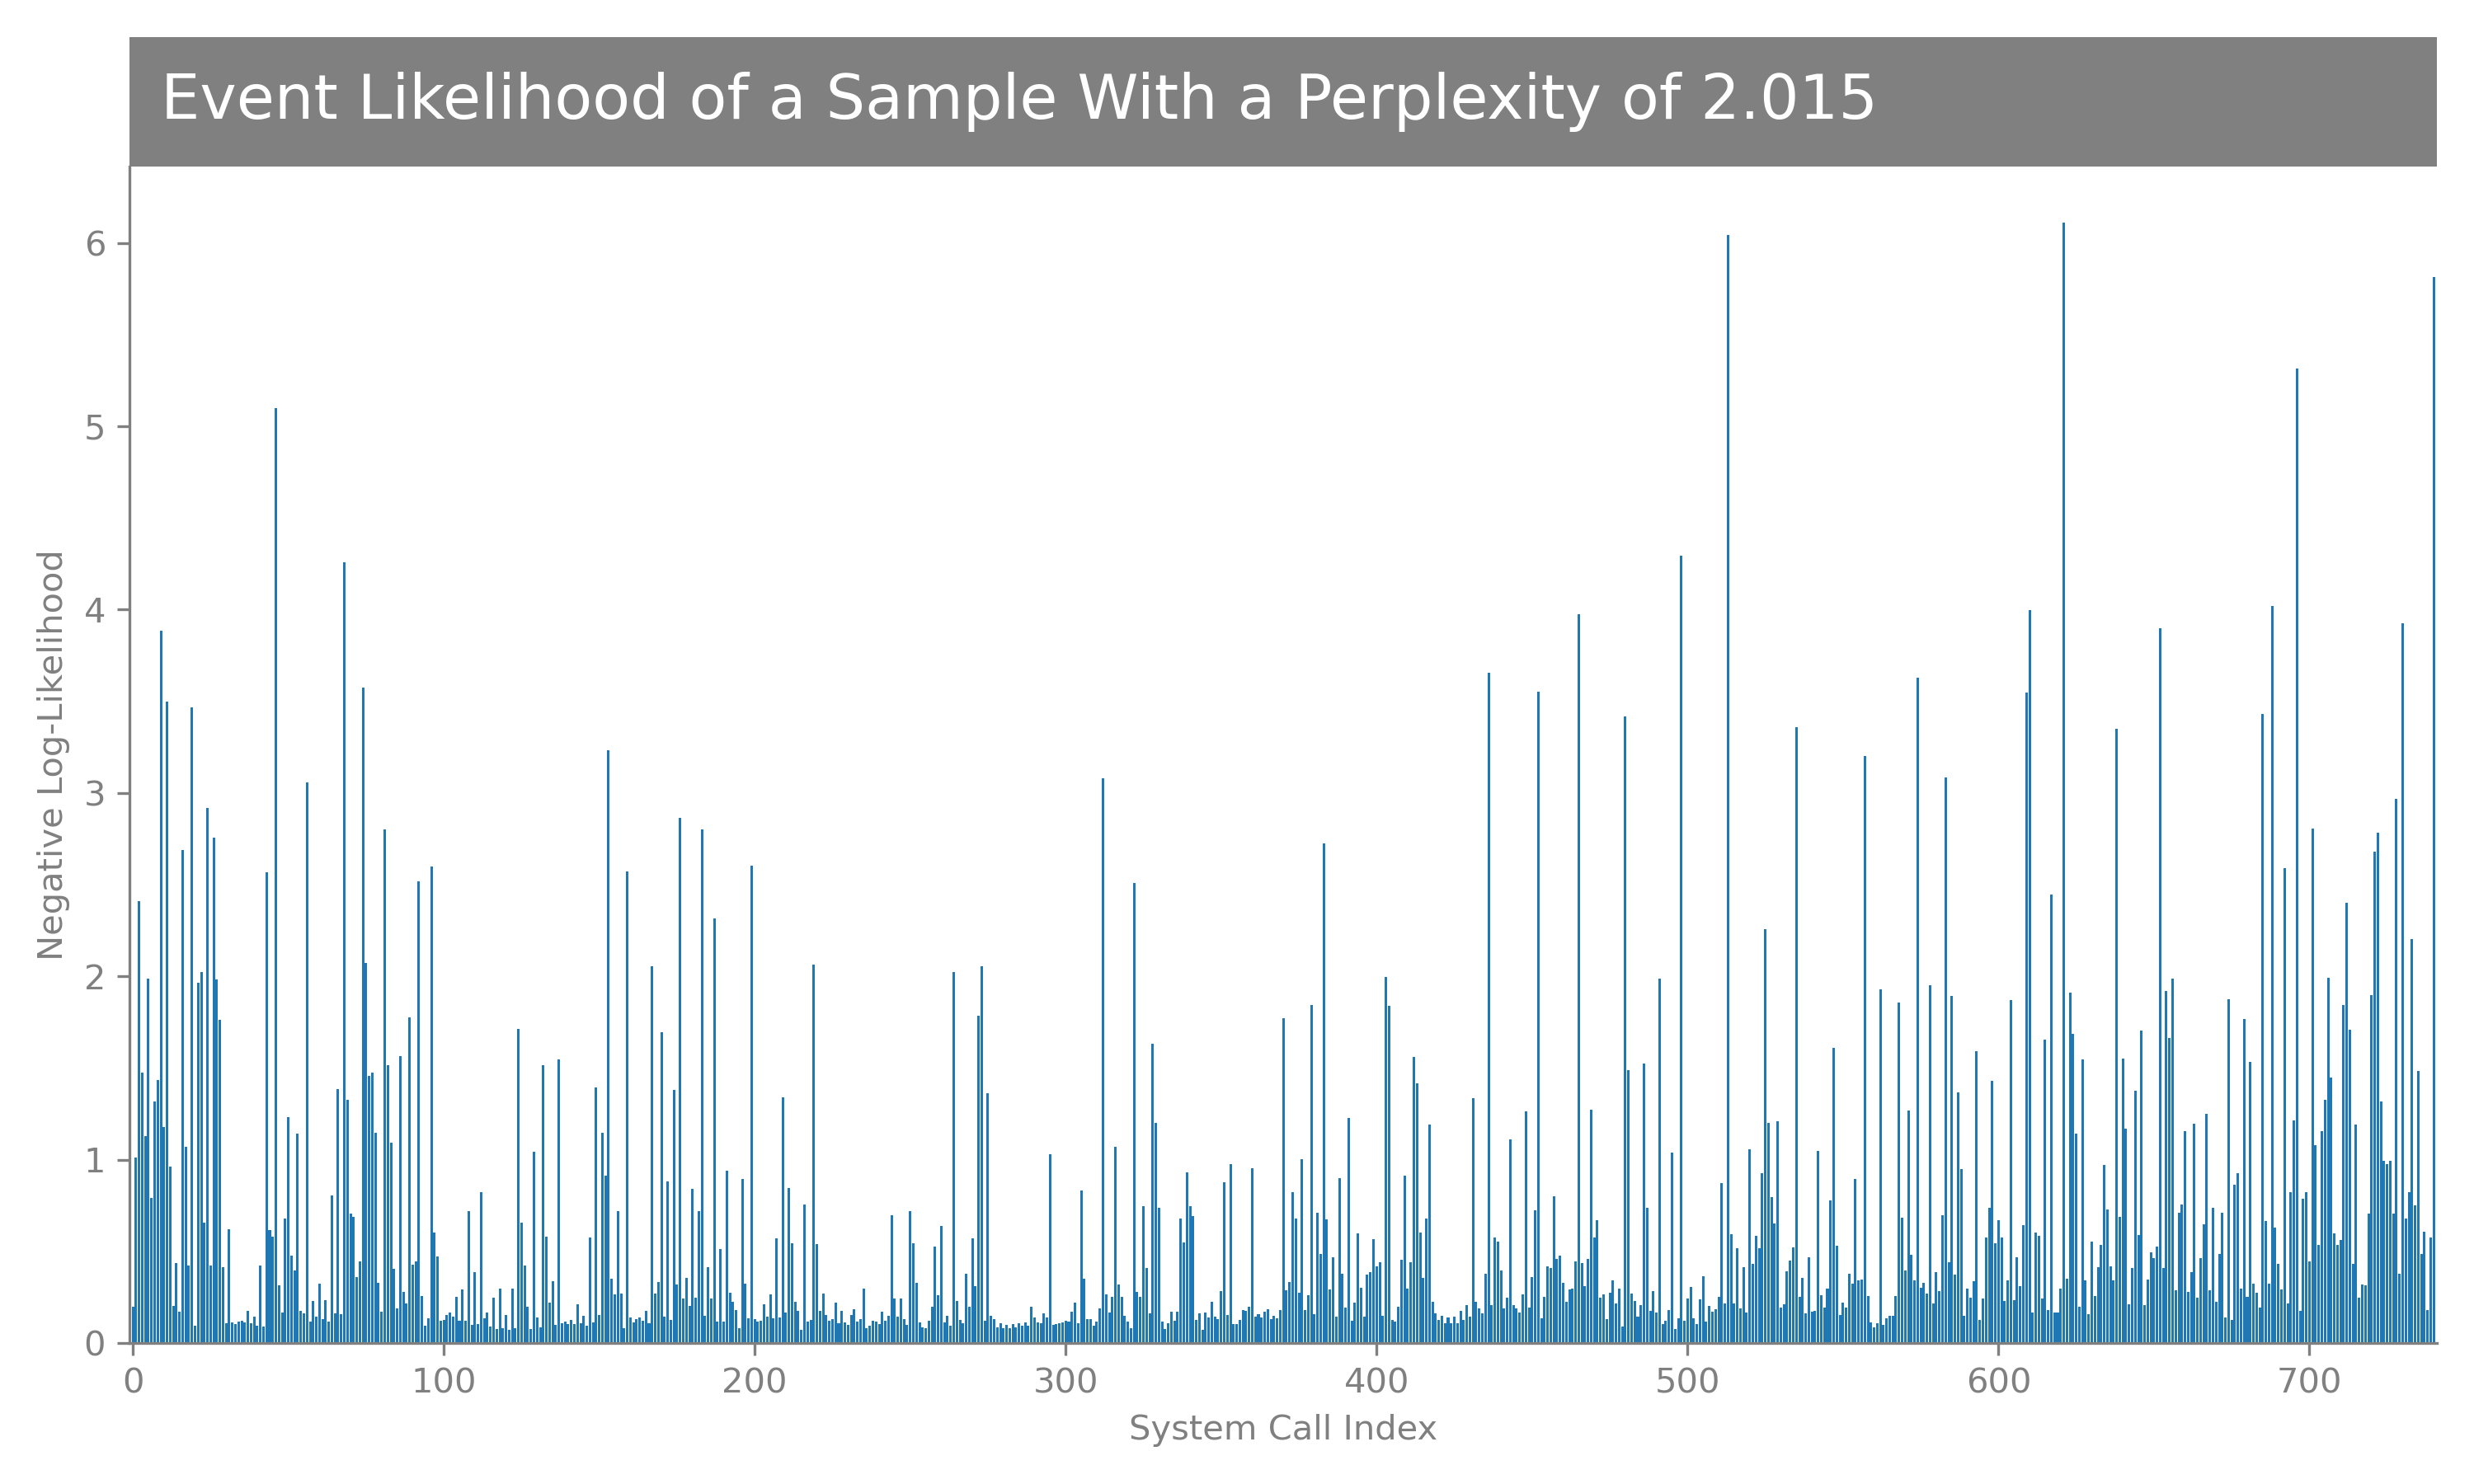 Event Likelihood of a Sample With a Perplexity of 2.015
6
5
4
3
2
1
0
Negative Log-Likelihood
0 100 200 300 400 500 600 700
System Call Index